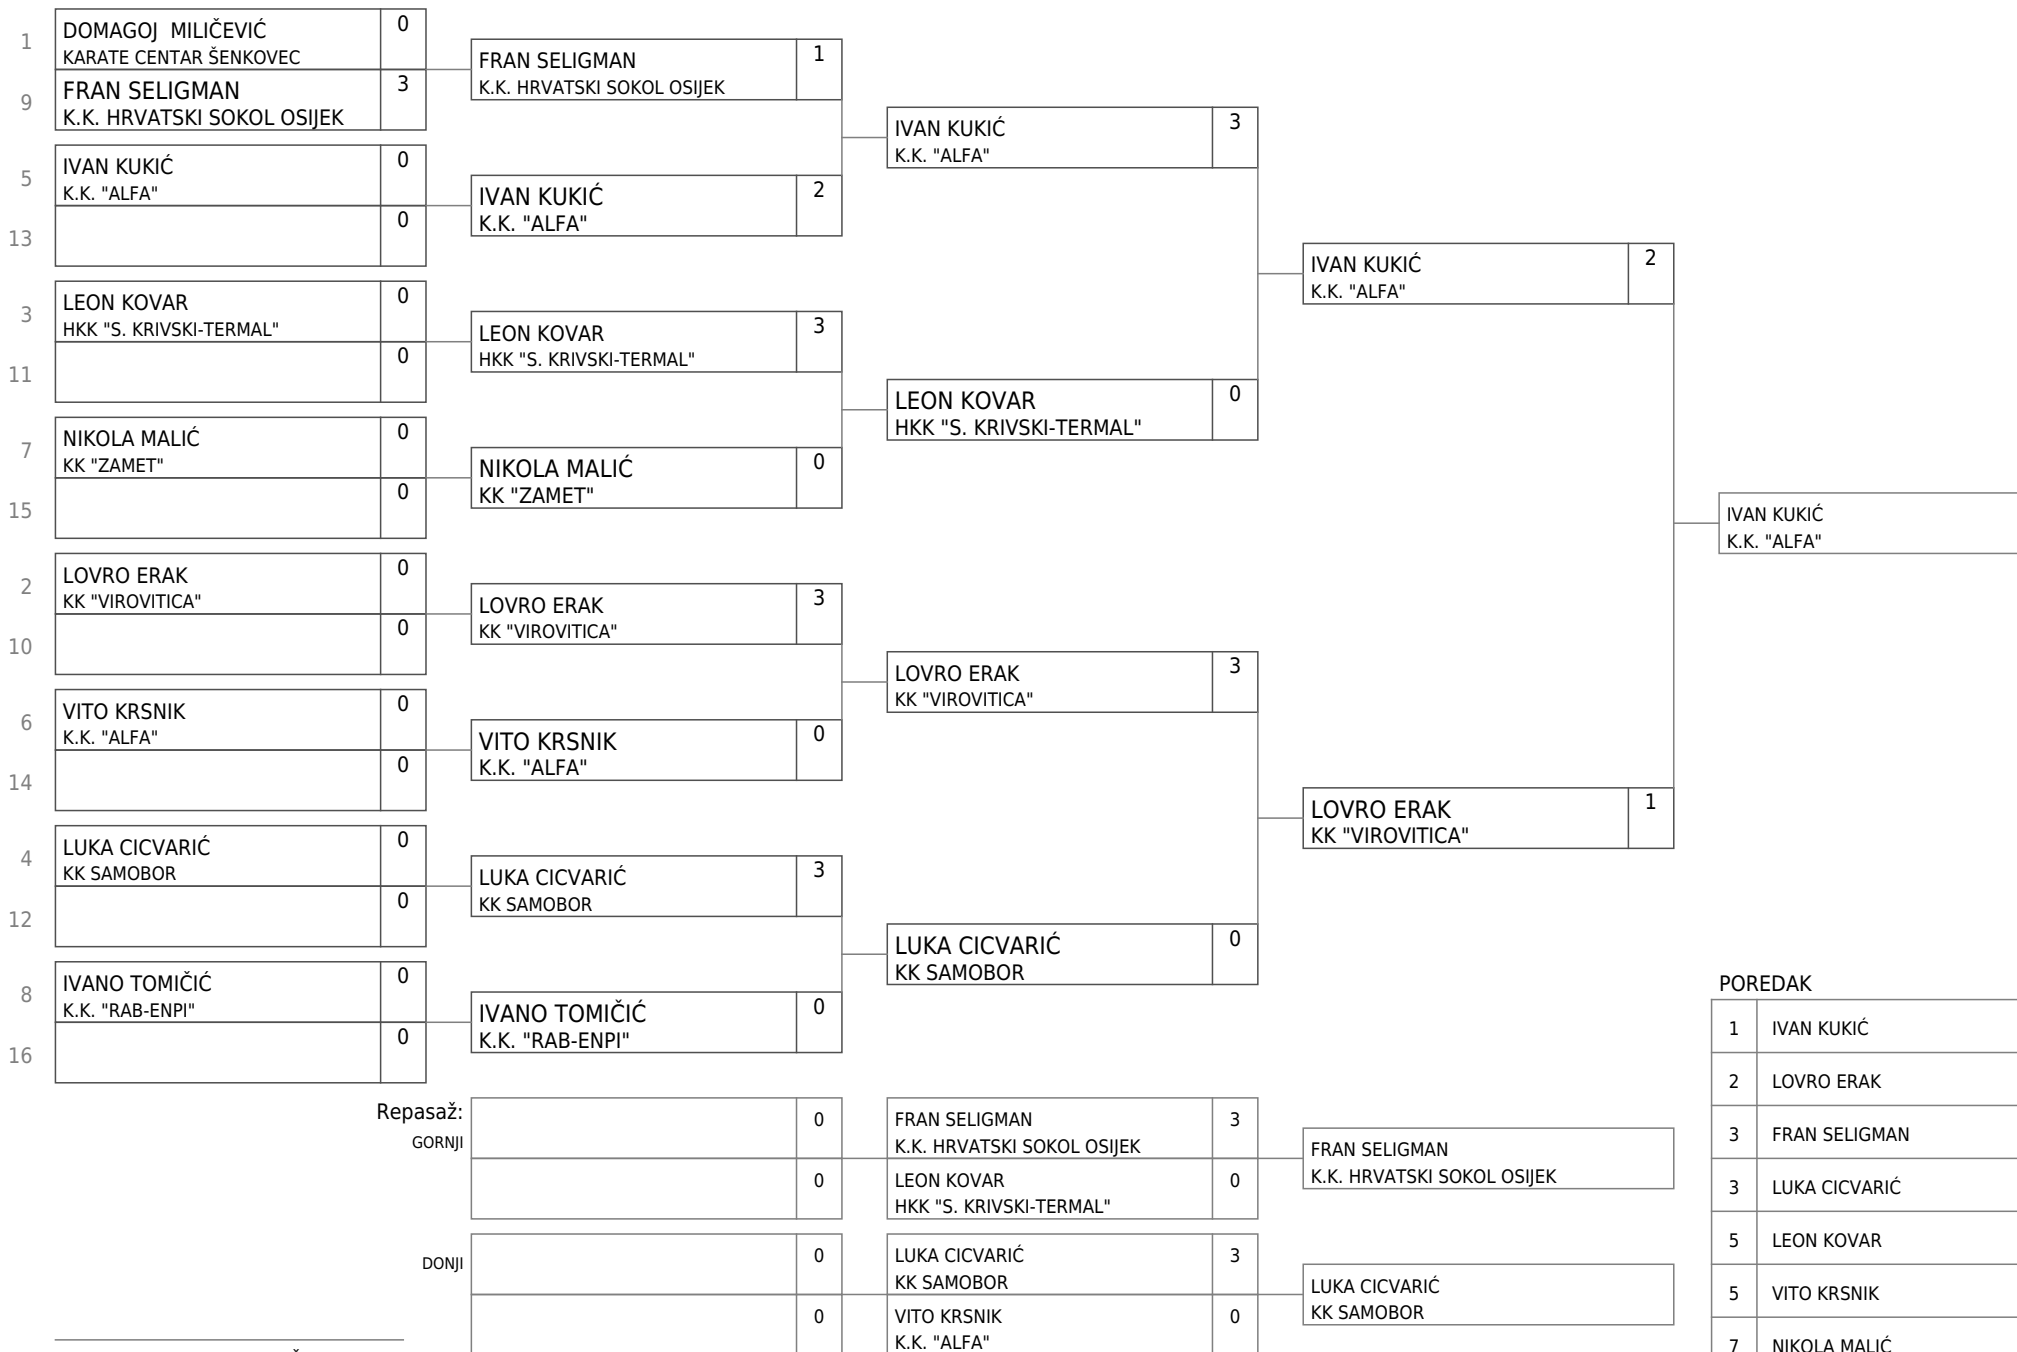 1
DOMAGOJ MILIČEVIĆ
KARATE CENTAR ŠENKOVEC
0
9
FRAN SELIGMAN
K.K. HRVATSKI SOKOL OSIJEK
3
5
IVAN KUKIĆ
K.K. "ALFA"
0
13
0
3
LEON KOVAR
HKK "S. KRIVSKI-TERMAL"
0
11
0
7
NIKOLA MALIĆ
KK "ZAMET"
0
15
0
2
LOVRO ERAK
KK "VIROVITICA"
0
10
0
6
VITO KRSNIK
K.K. "ALFA"
0
14
0
4
LUKA CICVARIĆ
KK SAMOBOR
0
12
0
8
IVANO TOMIČIĆ
K.K. "RAB-ENPI"
0
16
0
FRAN SELIGMAN
K.K. HRVATSKI SOKOL OSIJEK
1
IVAN KUKIĆ
K.K. "ALFA"
2
LEON KOVAR
HKK "S. KRIVSKI-TERMAL"
3
NIKOLA MALIĆ
KK "ZAMET"
0
LOVRO ERAK
KK "VIROVITICA"
3
VITO KRSNIK
K.K. "ALFA"
0
LUKA CICVARIĆ
KK SAMOBOR
3
IVANO TOMIČIĆ
K.K. "RAB-ENPI"
0
IVAN KUKIĆ
K.K. "ALFA"
3
LEON KOVAR
HKK "S. KRIVSKI-TERMAL"
0
LOVRO ERAK
KK "VIROVITICA"
3
LUKA CICVARIĆ
KK SAMOBOR
0
IVAN KUKIĆ
K.K. "ALFA"
2
LOVRO ERAK
KK "VIROVITICA"
1
IVAN KUKIĆ
K.K. "ALFA"
Repasaž:
GORNJI
0
0
FRAN SELIGMAN
K.K. HRVATSKI SOKOL OSIJEK
3
LEON KOVAR
HKK "S. KRIVSKI-TERMAL"
0
FRAN SELIGMAN
K.K. HRVATSKI SOKOL OSIJEK
DONJI
0
0
LUKA CICVARIĆ
KK SAMOBOR
3
VITO KRSNIK
K.K. "ALFA"
0
LUKA CICVARIĆ
KK SAMOBOR
POREDAK
1 IVAN KUKIĆ
2 LOVRO ERAK
3 FRAN SELIGMAN
3 LUKA CICVARIĆ
5 LEON KOVAR
5 VITO KRSNIK
7 NIKOLA MALIĆ